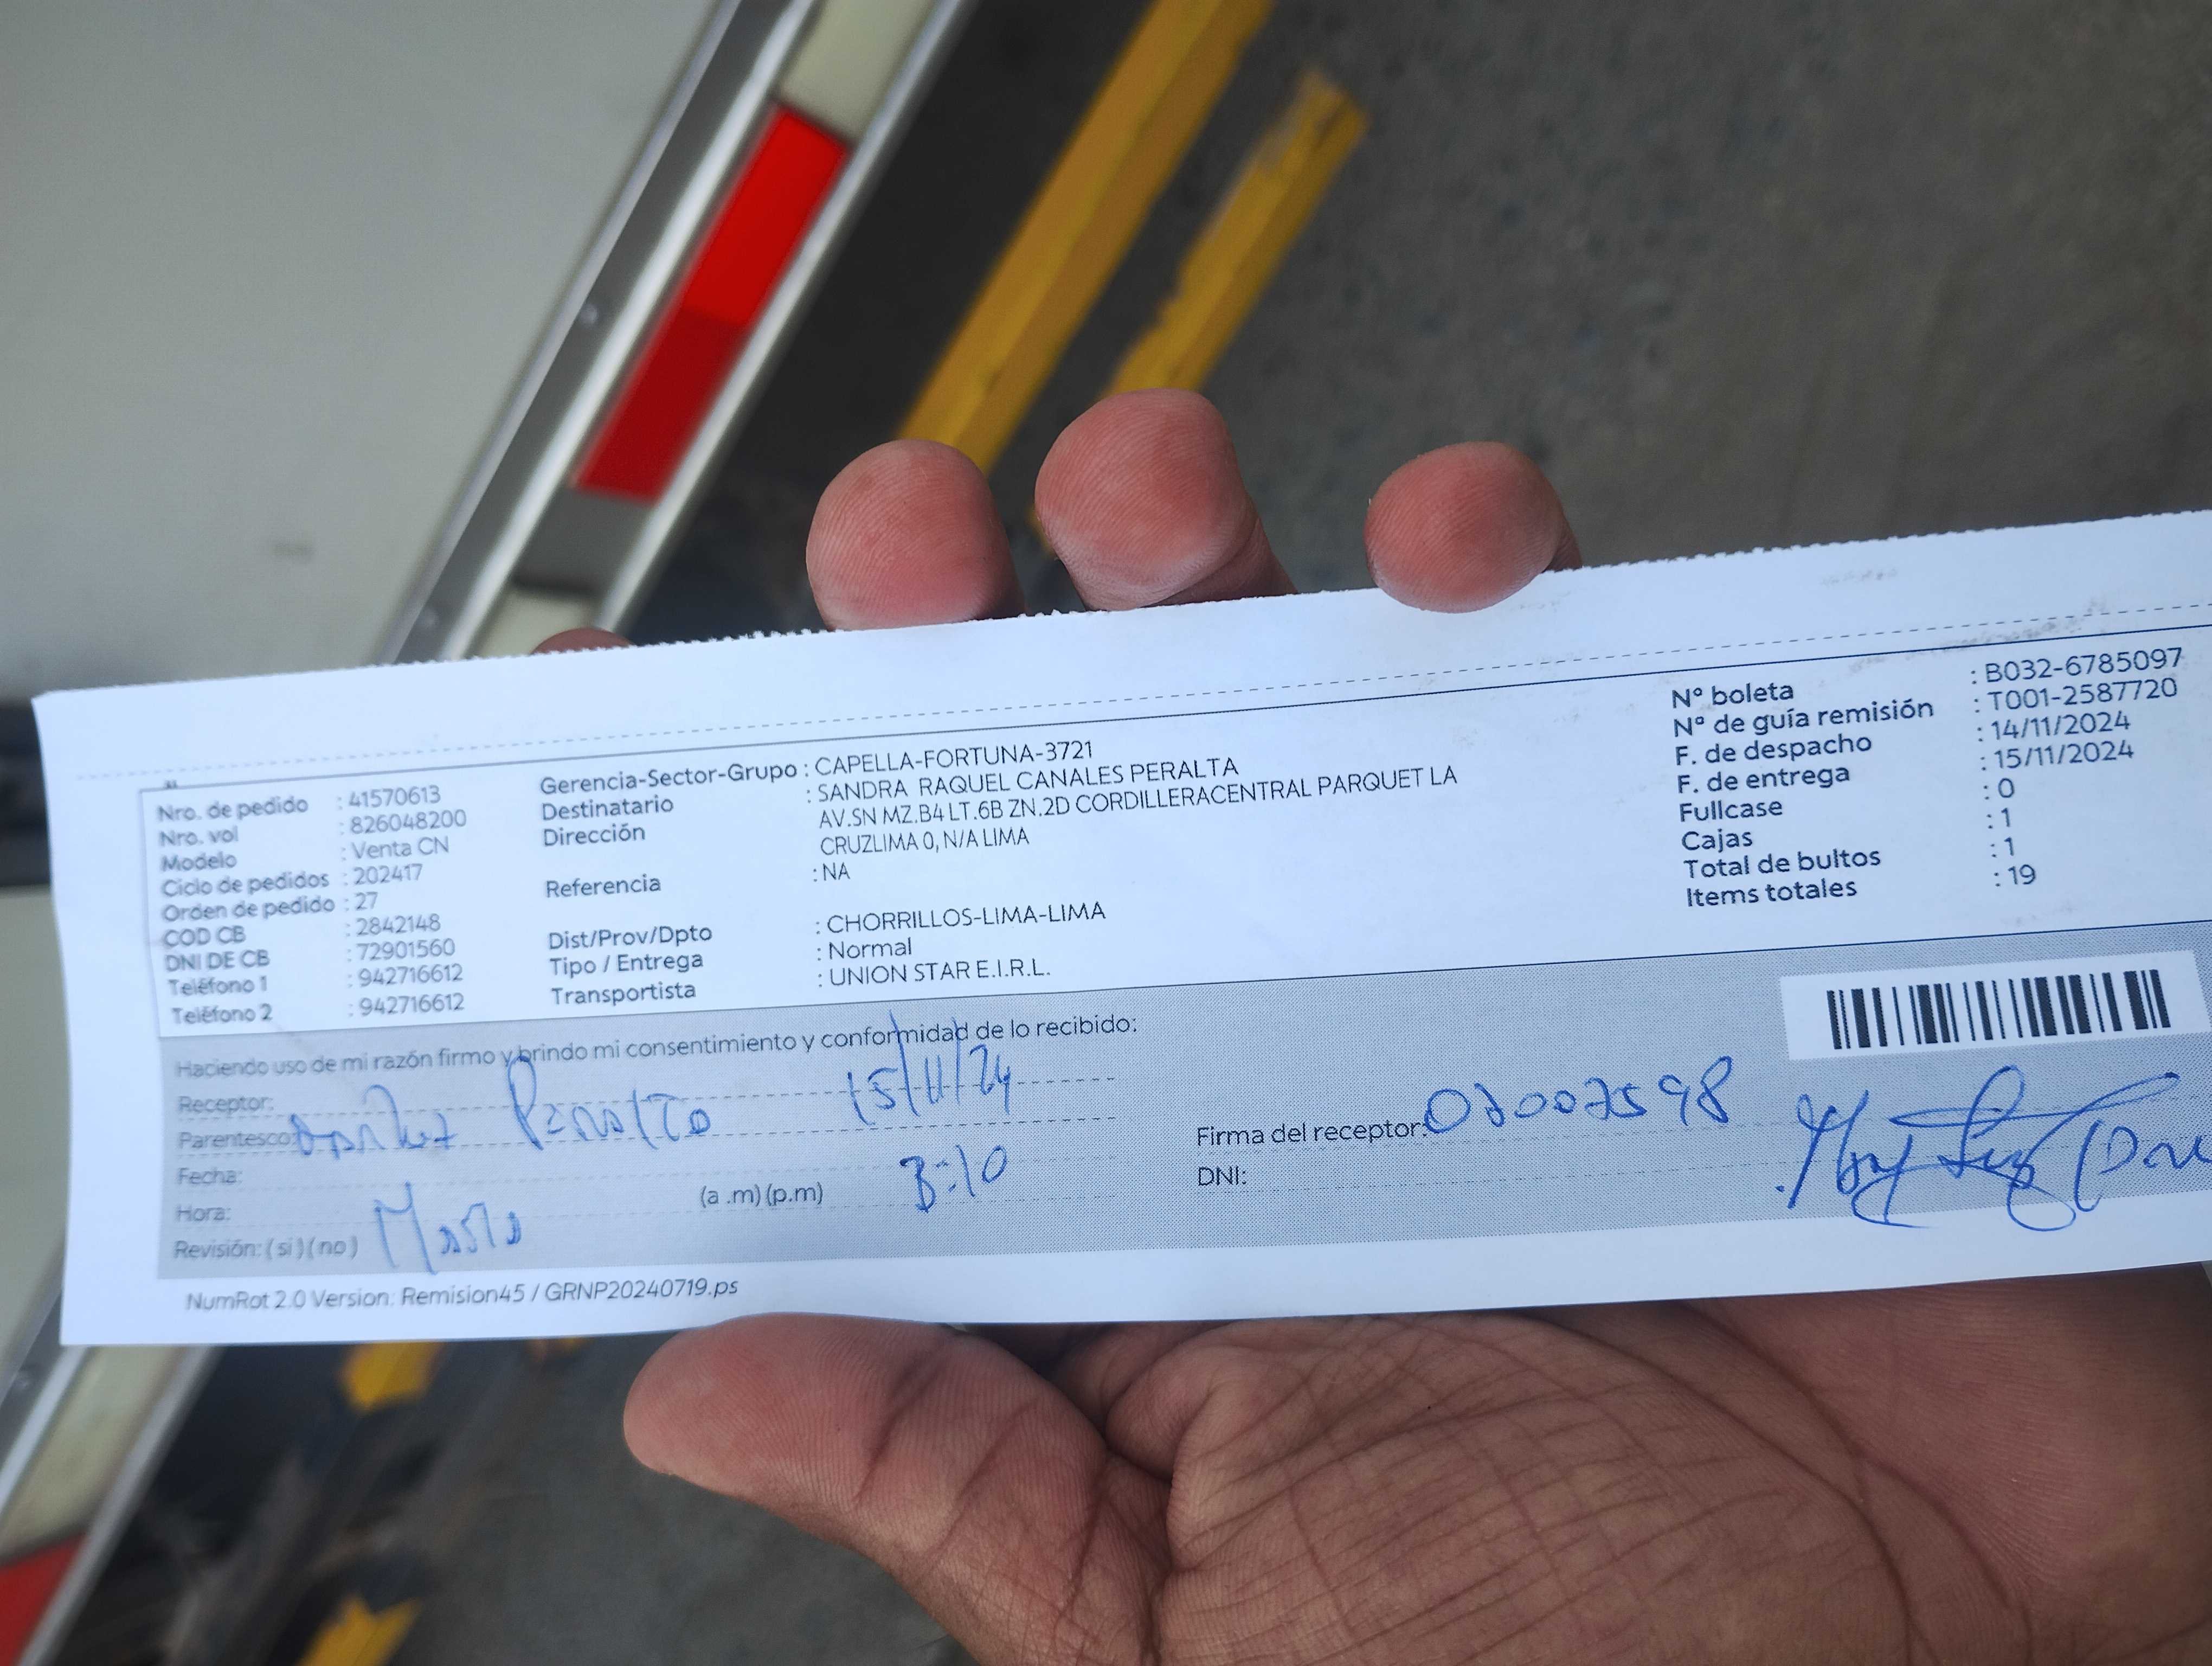 Nro. de pedido : 41570613
Nro. vol : 826048200
Modelo : Venta CN
Ciclo de pedidos : 202417
Orden de pedido : 27
COD CB : 2842148
DNI DE CB : 72901560
Teléfono 1 : 942716612
Teléfono 2 : 942716612
Gerencia-Sector-Grupo : CAPELLA-FORTUNA-3721
Destinatario : SANDRA RAQUEL CANALES PERALTA
Dirección AV.SN MZ.B4 LT.6B ZN.2D CORDILLERACENTRAL PARQUET LA
CRUZLIMA 0, N/A LIMA
Referencia : NA
Dist/Prov/Dpto : CHORRILLOS-LIMA-LIMA
Tipo / Entrega : Normal
Transportista : UNION STAR E.I.R.L.
Nº boleta : B032-6785097
Nº de guía remisión : T001-2587720
F. de despacho : 14/11/2024
F. de entrega : 15/11/2024
Fullcase : 0
Cajas : 1
Total de bultos : 1
Items totales : 19
Haciendo uso de mi razón firmo y brindo mi consentimiento y conformidad de lo recibido:
Receptor: 15/11/24
Parentesco: Peralta
Fecha:
Hora: (a .m) (p.m) 3:10
Revisión: ( si ) ( no )
Firma del receptor:
DNI:
NumRot 2.0 Version: Remision45 / GRNP20240719.ps